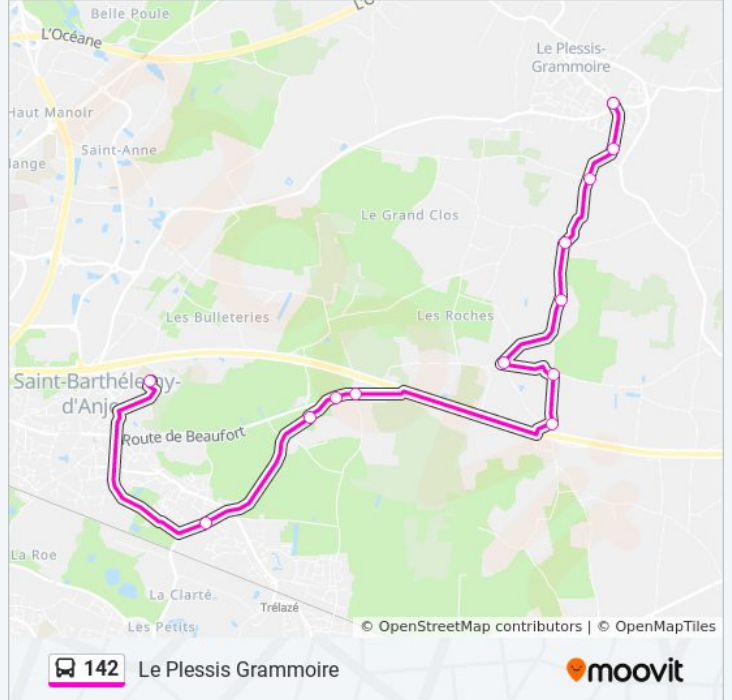 Belle Poule
L'Océane
Le Plessis-
Grammoire
Haut Manoir
Saint-Anne
lange
Le Grand Clos
Les Bulleteries
Les Roches
Saint-Barthélemy-
d'Anjou
Route de Beaufort
La Roe
La Clarté
Trélazé
Les Petits
© OpenStreetMap contributors | © OpenMapTiles
142 Le Plessis Grammoire
moovit